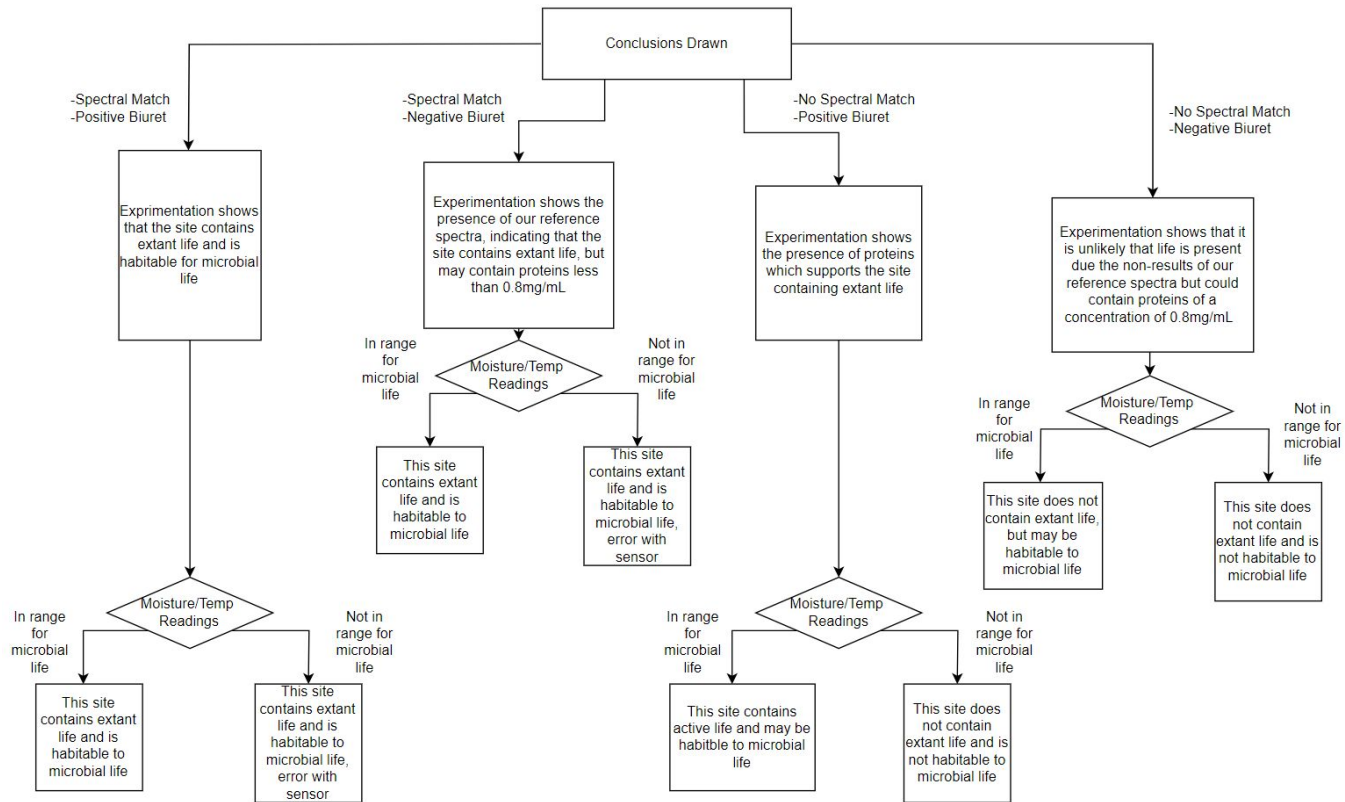 Conclusions Drawn
-Spectral Match
-Positive Biuret
-Spectral Match
-Negative Biuret
-No Spectral Match
-Positive Biuret
-No Spectral Match
-Negative Biuret
Exprimentation shows
that the site contains
extant life and is
habitable for microbial
life
Experimentation shows the
presence of our reference
spectra, indicating that the
site contains extant life, but
may contain proteins less
than 0.8mg/mL
Experimentation shows
the presence of proteins
which supports the site
containing extant life
Experimentation shows that it
is unlikely that life is present
due the non-results of our
reference spectra but could
contain proteins of a
concentration of 0.8mg/mL
In range
for
microbial
life
Moisture/Temp
Readings
Not in
range for
microbial
life
This site
contains extant
life and is
habitable to
microbial life
This site
contains extant
life and is
habitable to
microbial life,
error with
sensor
In range
for
microbial
life
Moisture/Temp
Readings
Not in
range for
microbial
life
This site does not
contain extant life,
but may be
habitable to
microbial life
This site does
not contain
extant life and is
not habitable to
microbial life
In range
for
microbial
life
Moisture/Temp
Readings
Not in
range for
microbial
life
This site
contains extant
life and is
habitable to
microbial life
This site
contains extant
life and is
habitable to
microbial life,
error with
sensor
In range
for
microbial
life
Moisture/Temp
Readings
Not in
range for
microbial
life
This site contains
active life and may be
habitble to microbial
life
This site does
not contain
extant life and is
not habitable to
microbial life